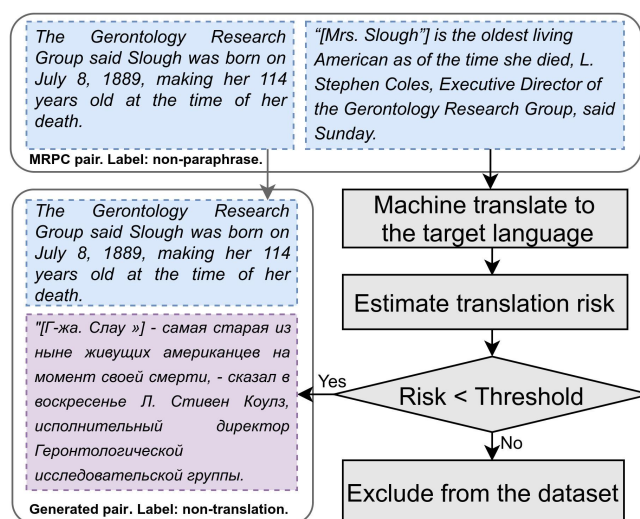 The Gerontology Research
Group said Slough was born on
July 8, 1889, making her 114
years old at the time of her
death.
“[Mrs. Slough”] is the oldest living
American as of the time she died, L.
Stephen Coles, Executive Director of
the Gerontology Research Group, said
Sunday.
MRPC pair. Label: non-paraphrase.
The Gerontology Research
Group said Slough was born on
July 8, 1889, making her 114
years old at the time of her
death.
"[Г-жа. Слау »] - самая старая из
ныне живущих американцев на
момент своей смерти, - сказал в
воскресенье Л. Стивен Коулз,
исполнительный директор
Геронтологической
исследовательской группы.
Generated pair. Label: non-translation.
Machine translate to
the target language
Estimate translation risk
Risk < Threshold
Yes
No
Exclude from the dataset